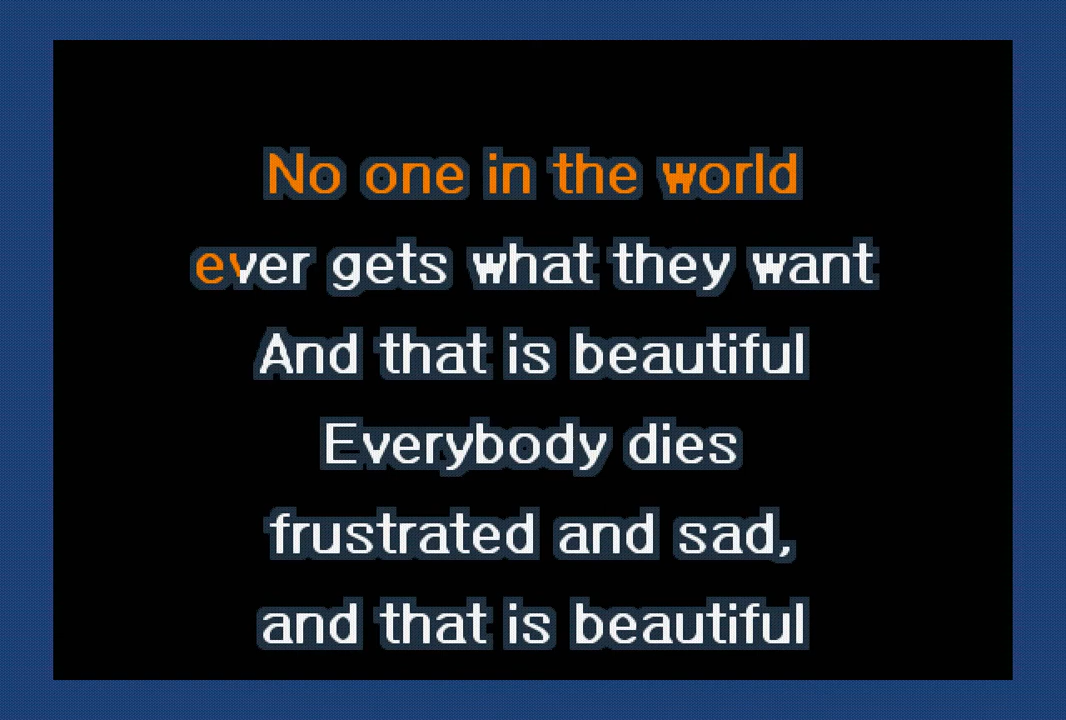 No one in the world
ever gets what they want
And that is beautiful
Everybody dies
frustrated and sad,
and that is beautiful